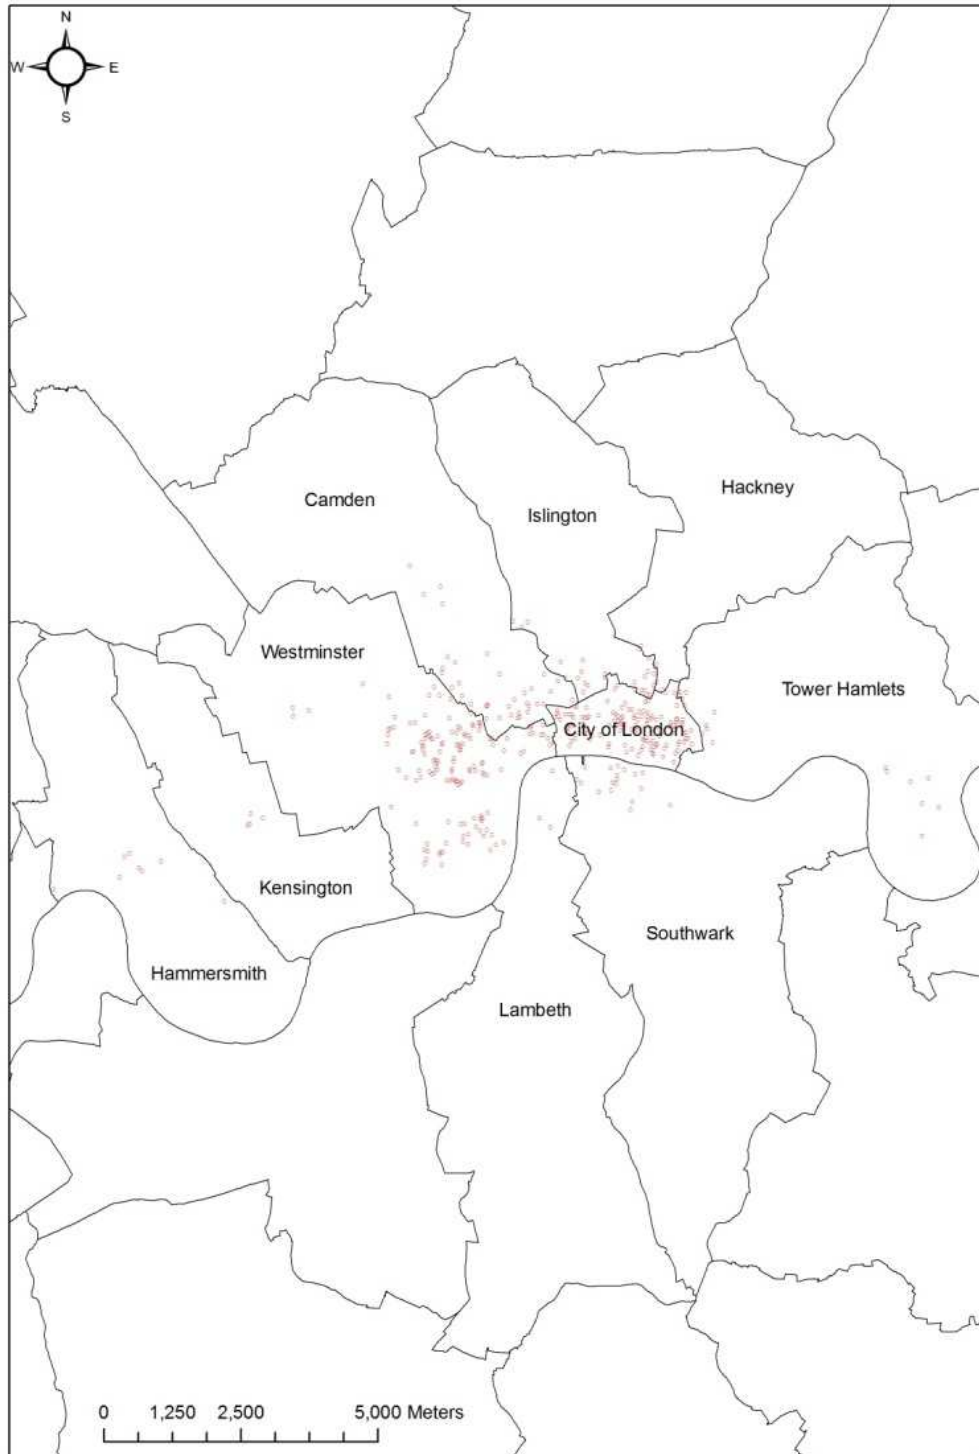 N
W E
S
Hackney
Camden
Islington
Westminster
Tower Hamlets
City of London
Kensington
Southwark
Hammersmith
Lambeth
0 1,250 2,500 5,000 Meters